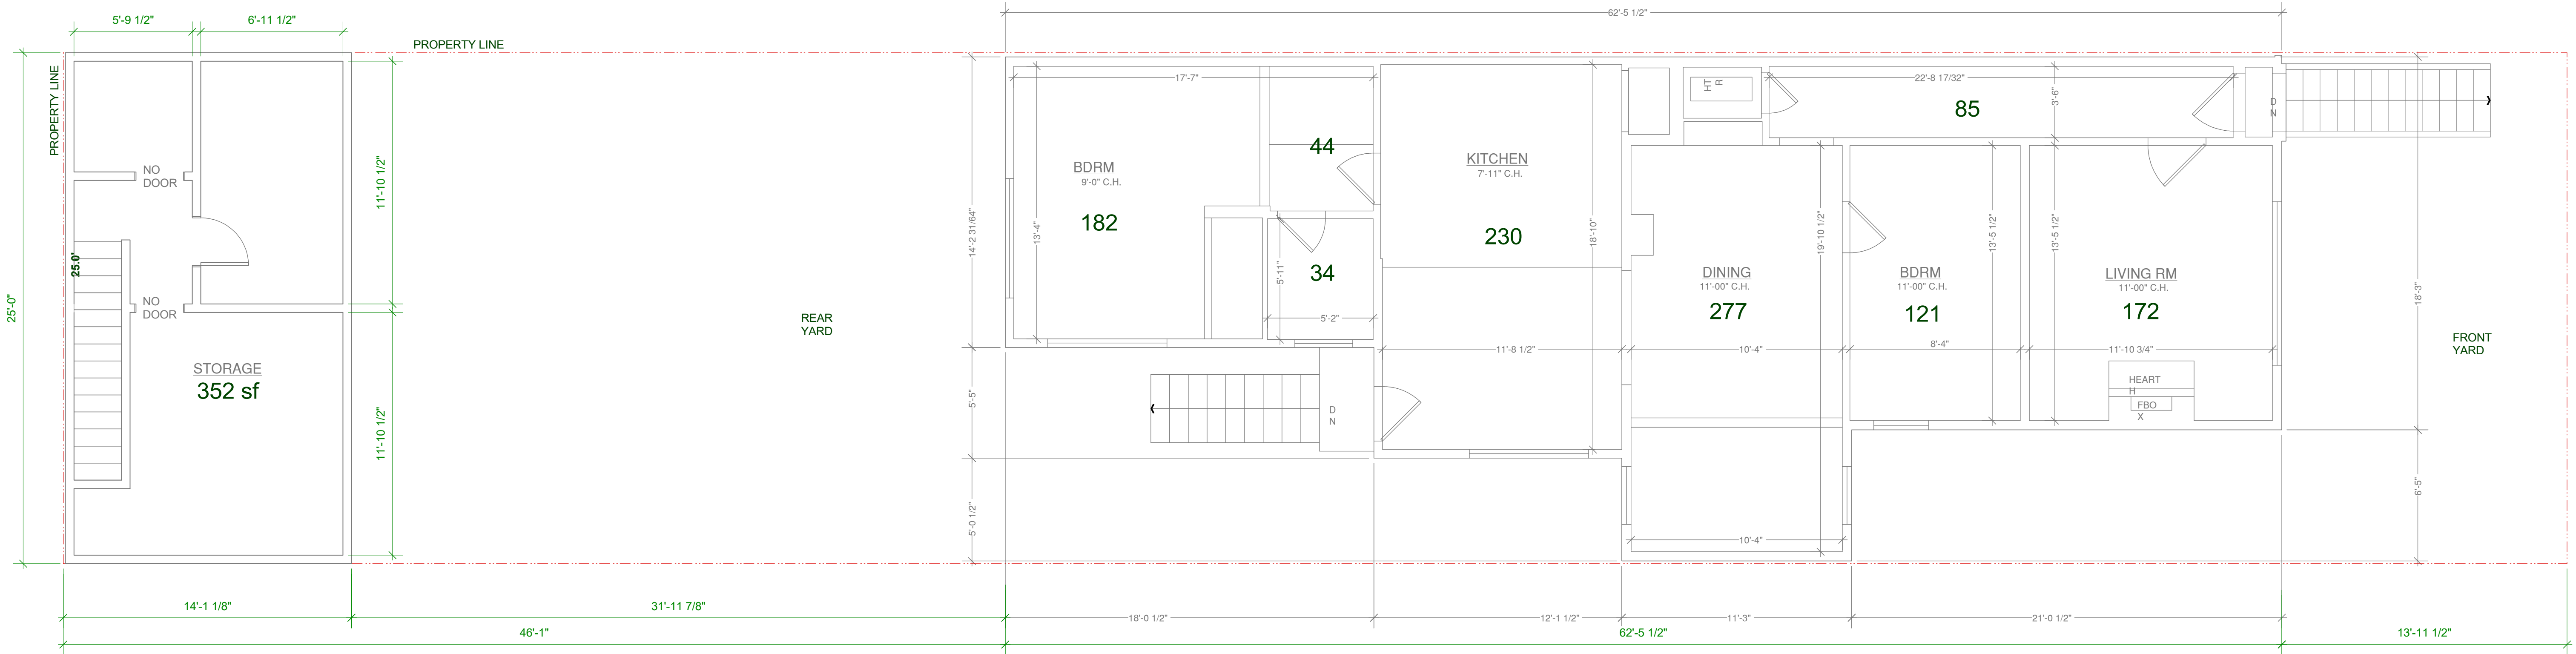 5'-9 1/2"
6'-11 1/2"
62'-5 1/2"
PROPERTY LINE
PROPERTY LINE
17'-7"
22'-8 17/32"
HT
R
3'-6"
85
D
N
NO
DOOR
11'-10 1/2"
44
BDRM
9'-0" C.H.
KITCHEN
7'-11" C.H.
182
230
14'-2 31/64"
13'-4"
18'-10"
19'-10 1/2"
13'-5 1/2"
13'-5 1/2"
25.0'
34
5'-11"
DINING
11'-00" C.H.
277
BDRM
11'-00" C.H.
121
LIVING RM
11'-00" C.H.
172
18'-3"
25'-0"
NO
DOOR
REAR
YARD
5'-2"
FRONT
YARD
11'-8 1/2"
10'-4"
8'-4"
11'-10 3/4"
STORAGE
352 sf
HEART
H
FBO
X
5'-5"
D
N
11'-10 1/2"
6'-5"
5'-0 1/2"
10'-4"
14'-1 1/8"
31'-11 7/8"
18'-0 1/2"
12'-1 1/2"
11'-3"
21'-0 1/2"
46'-1"
62'-5 1/2"
13'-11 1/2"